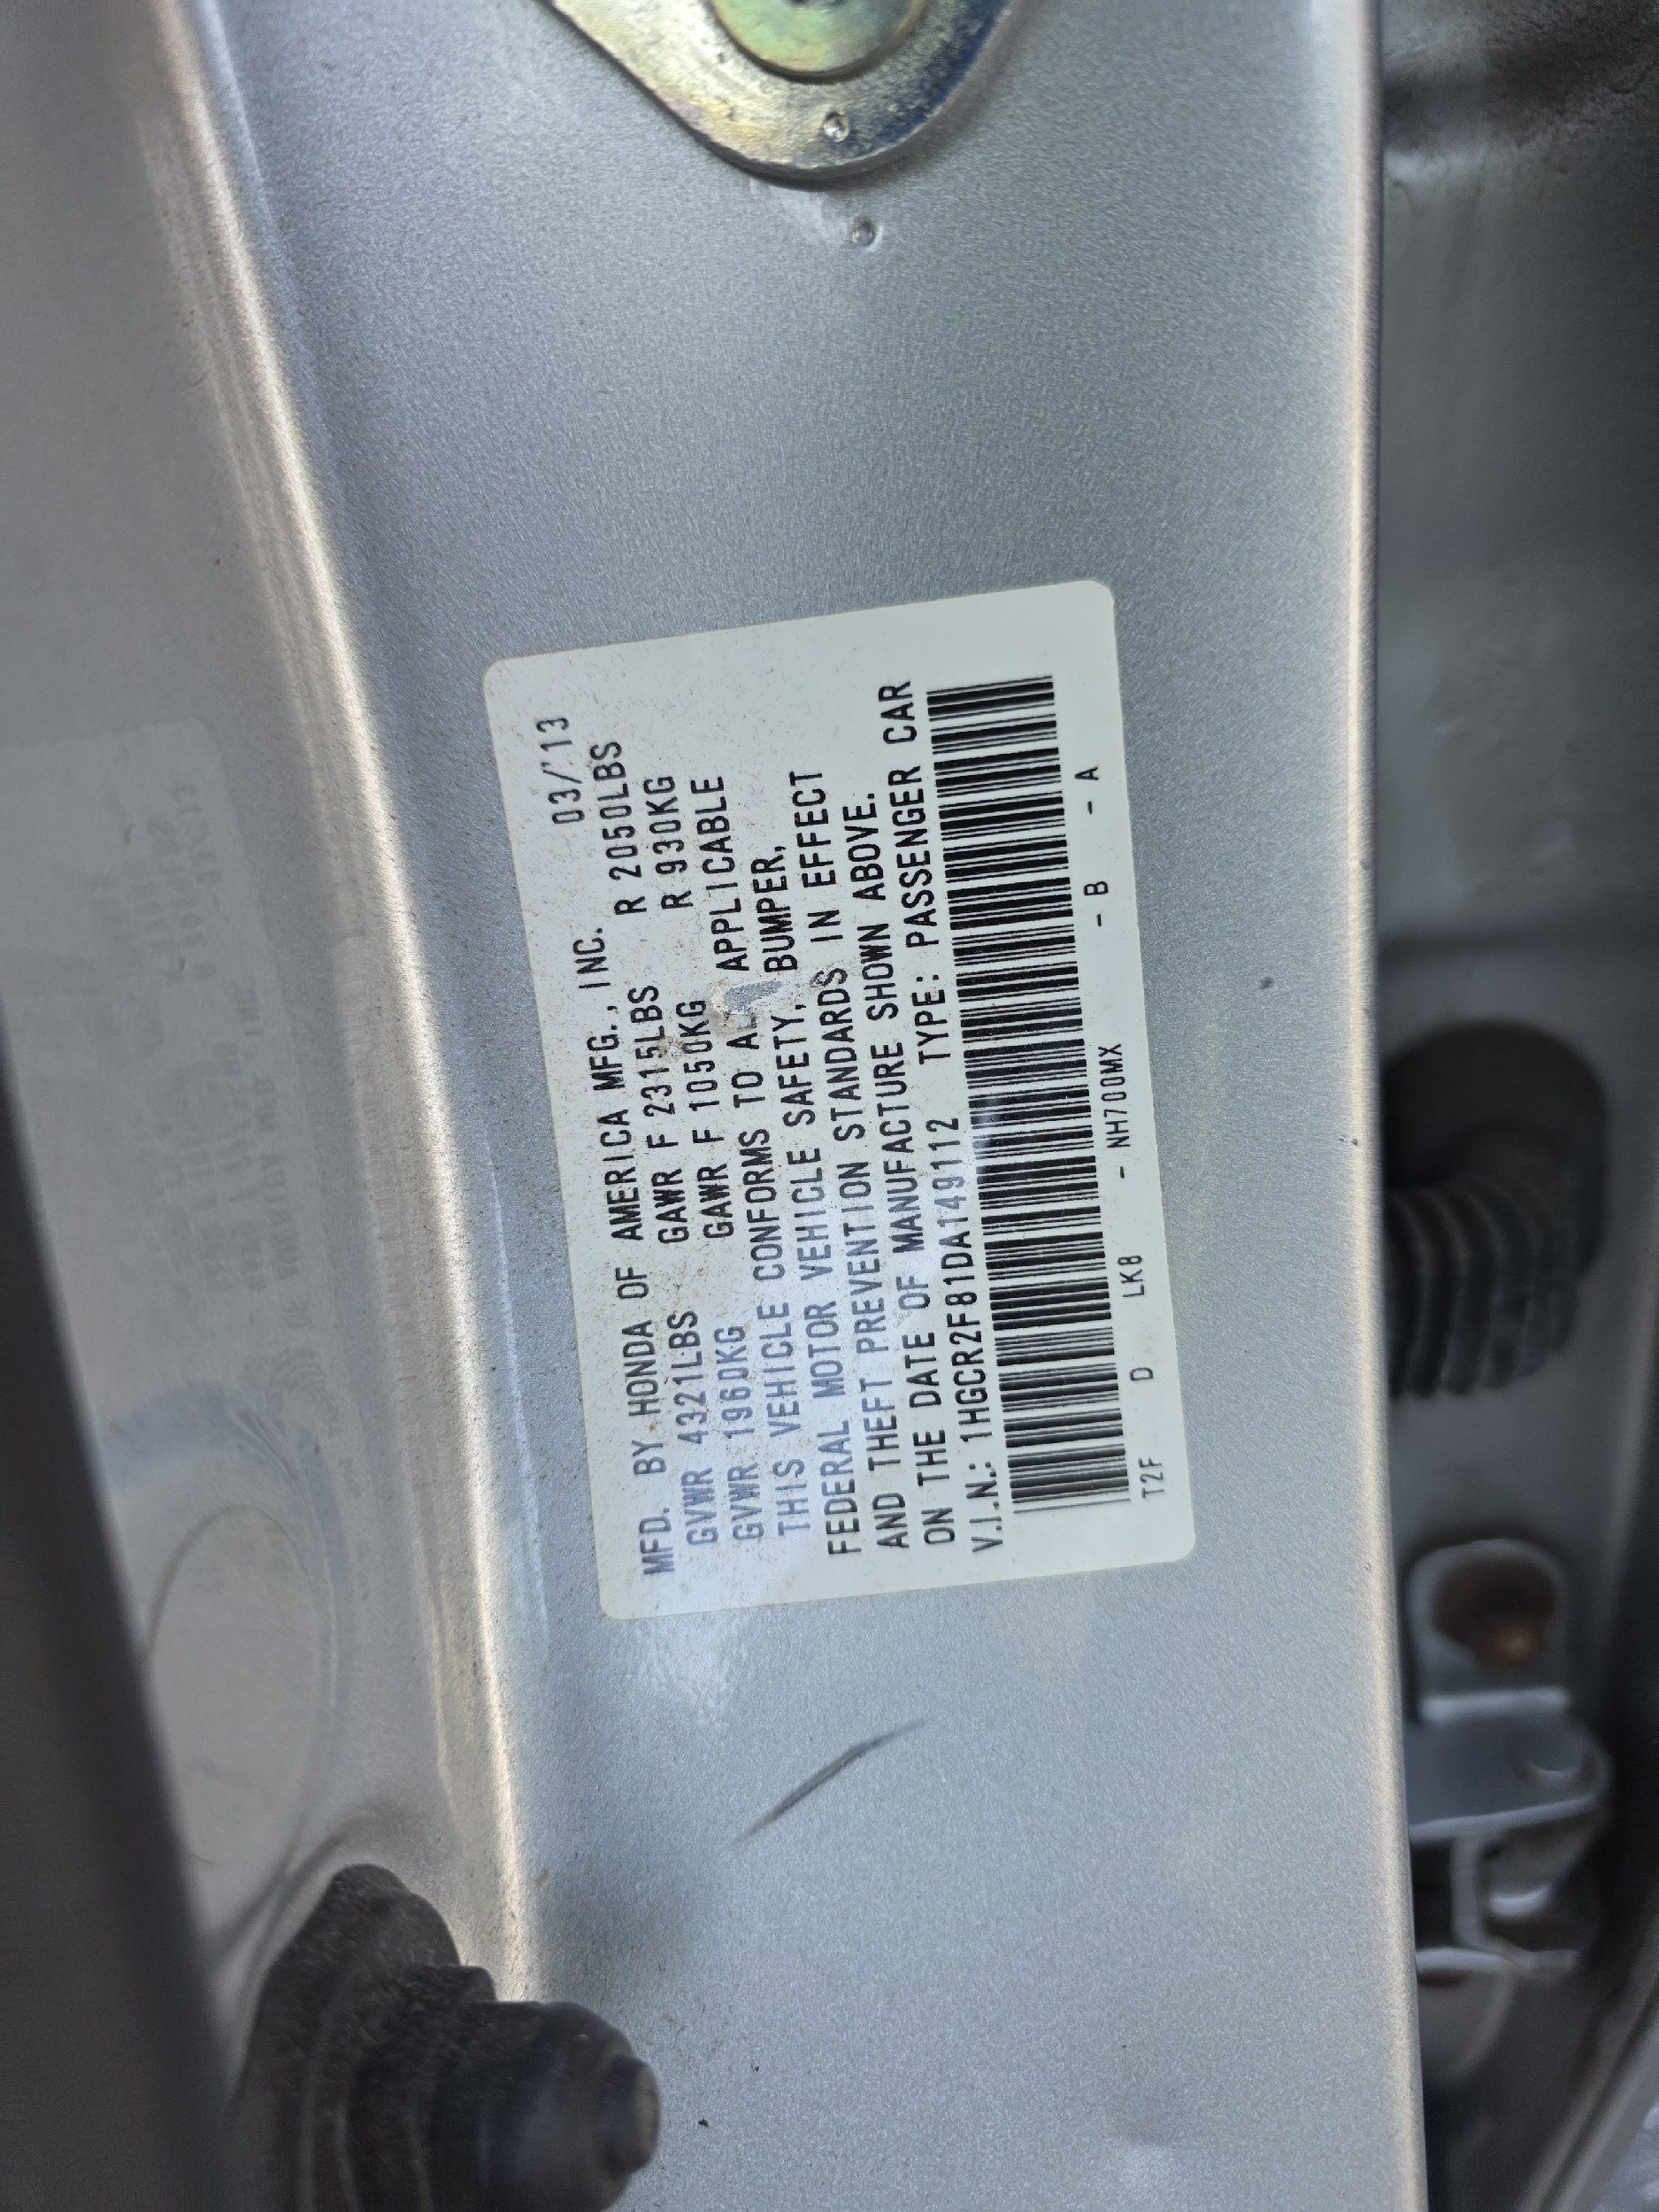 MFD. BY HONDA OF AMERICA MFG., INC. 03/'13
GVWR 4321LBS GAWR F 2315LBS R 2050LBS
GVWR 1960KG GAWR F 1050KG R 930KG
THIS VEHICLE CONFORMS TO APPLICABLE
FEDERAL MOTOR VEHICLE SAFETY, BUMPER,
AND THEFT PREVENTION STANDARDS IN EFFECT
ON THE DATE OF MANUFACTURE SHOWN ABOVE.
V.I.N.: 1HGCR2F81DA149112 TYPE: PASSENGER CAR
T2F D LK8 - NH700MX - B - A